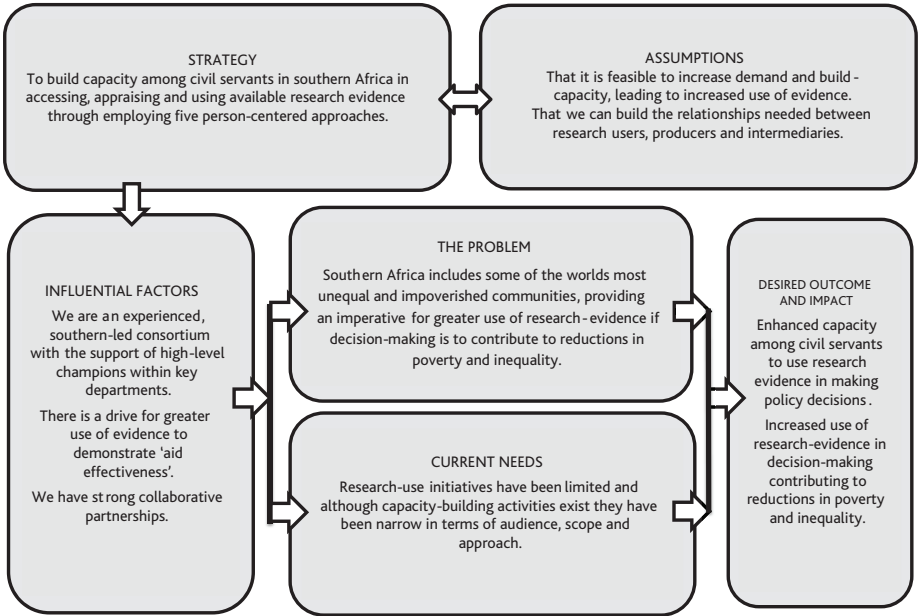 STRATEGY
To build capacity among civil servants in southern Africa in
accessing, appraising and using available research evidence
through employing five person-centered approaches.
ASSUMPTIONS
That it is feasible to increase demand and build -
capacity, leading to increased use of evidence.
That we can build the relationships needed between
research users, producers and intermediaries.
INFLUENTIAL FACTORS
We are an experienced,
southern-led consortium
with the support of high-level
champions within key
departments.
There is a drive for greater
use of evidence to
demonstrate ‘aid
effectiveness’.
We have strong collaborative
partnerships.
THE PROBLEM
Southern Africa includes some of the worlds most
unequal and impoverished communities, providing
an imperative for greater use of research-evidence if
decision-making is to contribute to reductions in
poverty and inequality.
CURRENT NEEDS
Research-use initiatives have been limited and
although capacity-building activities exist they have
been narrow in terms of audience, scope and
approach.
DESIRED OUTCOME
AND IMPACT
Enhanced capacity
among civil servants
to use research
evidence in making
policy decisions.
Increased use of
research-evidence in
decision-making
contributing to
reductions in poverty
and inequality.